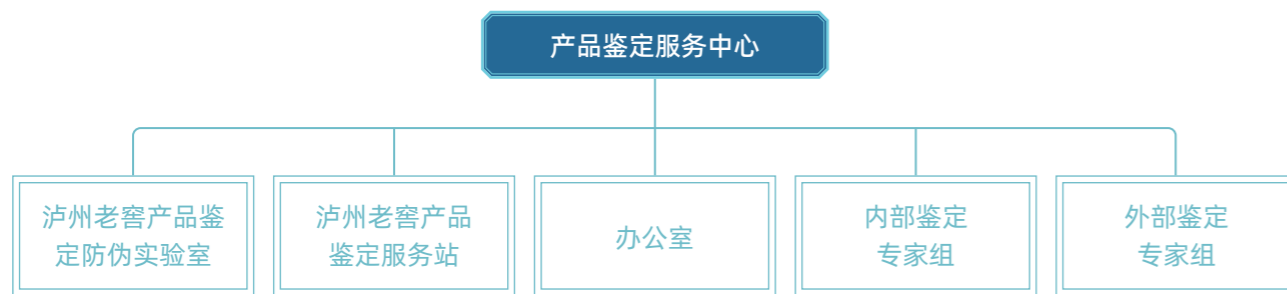 产品鉴定服务中心
泸州老窖产品鉴
定防伪实验室
泸州老窖产品
鉴定服务站
办公室
内部鉴定
专家组
外部鉴定
专家组